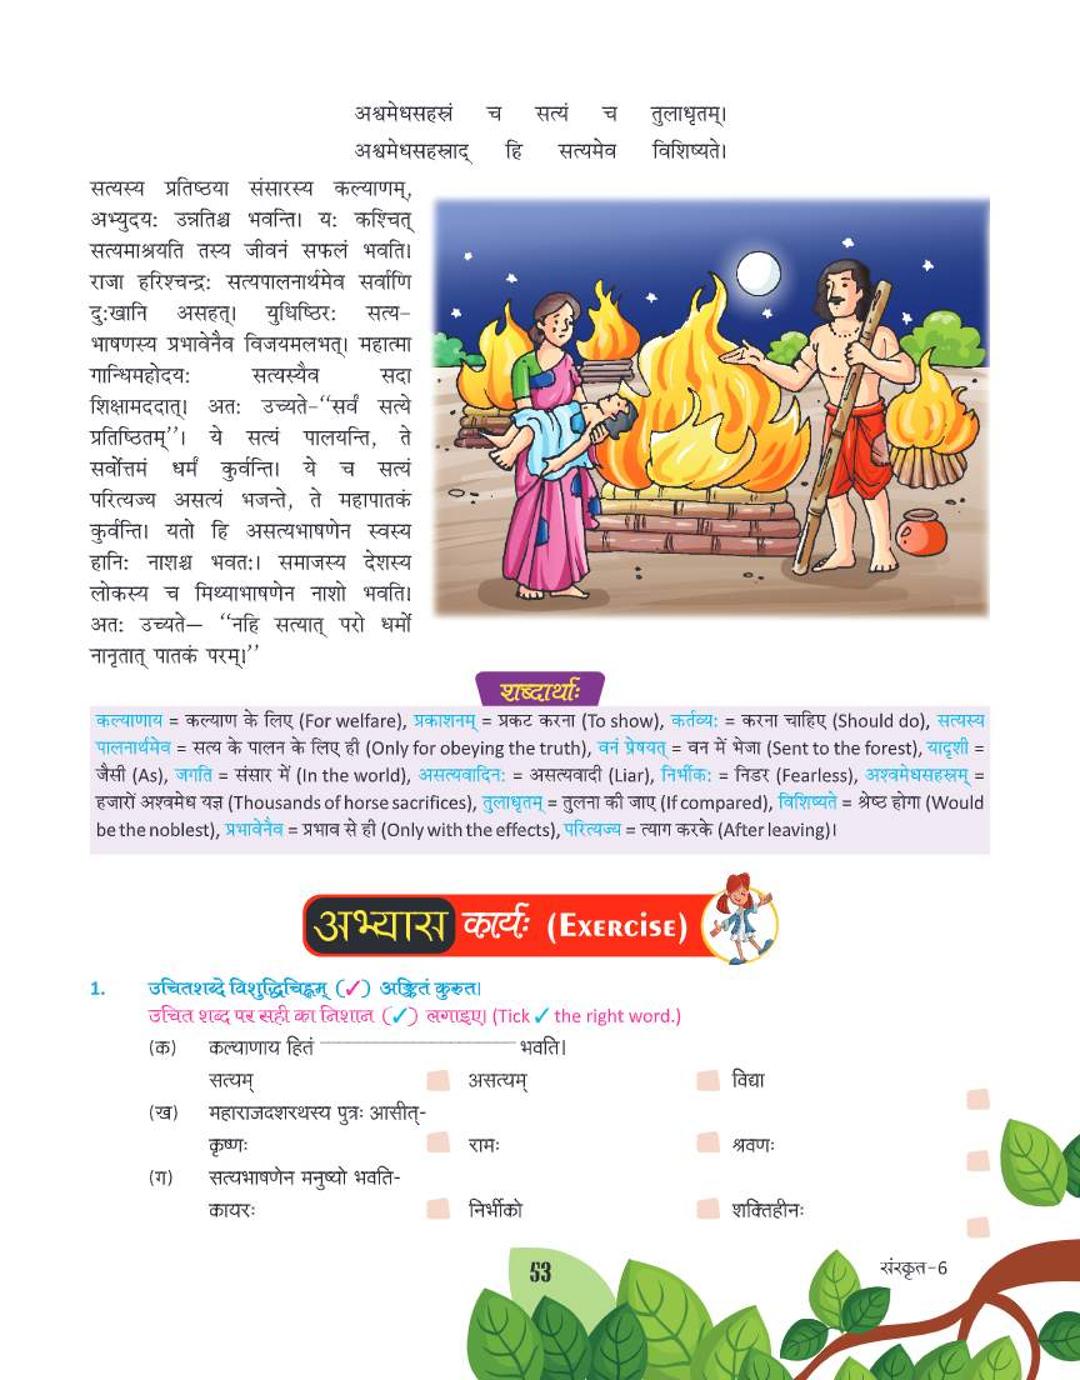 अश्वमेधसहस्रं च सत्यं च तुलाधृतम्।
अश्वमेधसहस्राद् हि सत्यमेव विशिष्यते।
सत्यस्य प्रतिष्ठया संसारस्य कल्याणम्,
अभ्युदय: उन्नतिश्च भवन्ति। य: कश्चित्
सत्यमाश्रयति तस्य जीवनं सफलं भवति।
राजा हरिश्चन्द्र: सत्यपालनार्थमेव सर्वाणि
दु:खानि असहत्। युधिष्ठिर: सत्य-
भाषणस्य प्रभावेनैव विजयमलभत्। महात्मा
गान्धिमहोदय: सत्यस्यैव सदा
शिक्षामददात्। अत: उच्यते-‘‘सर्वं सत्ये
प्रतिष्ठितम्’’। ये सत्यं पालयन्ति, ते
सर्वोत्तमं धर्मं कुर्वन्ति। ये च सत्यं
परित्यज्य असत्यं भजन्ते, ते महापातकं
कुर्वन्ति। यतो हि असत्यभाषणेन स्वस्य
हानि: नाशश्च भवत:। समाजस्य देशस्य
लोकस्य च मिथ्याभाषणेन नाशो भवति।
अत: उच्यते— ‘‘नहि सत्यात् परो धर्मो
नानृतात् पातकं परम्।’’
शब्दार्थाः
कल्याणाय = कल्याण के लिए (For welfare), प्रकाशनम् = प्रकट करना (To show), कर्तव्य: = करना चाहिए (Should do), सत्यस्य
पालनार्थमेव = सत्य के पालन के लिए ही (Only for obeying the truth), वनं प्रेषयत् = वन में भेजा (Sent to the forest), यादृशी =
जैसी (As), जगति = संसार में (In the world), असत्यवादिन: = असत्यवादी (Liar), निर्भीक: = निडर (Fearless), अश्वमेधसहस्रम् =
हजारों अश्वमेध यज्ञ (Thousands of horse sacrifices), तुलाधृतम् = तुलना की जाए (If compared), विशिष्यते = श्रेष्ठ होगा (Would
be the noblest), प्रभावेनैव = प्रभाव से ही (Only with the effects), परित्यज्य = त्याग करके (After leaving)।
अभ्यास कार्यः (Exercise)
1. उचितशब्दे विशुद्धिचिह्नम् (✓) अङ्कितं कुरुत।
उचित शब्द पर सही का निशान (✓) लगाइए। (Tick ✓ the right word.)
(क) कल्याणाय हितं ———————— भवति।
सत्यम् असत्यम् विद्या
(ख) महाराजदशरथस्य पुत्रः आसीत्-
कृष्णः रामः श्रवणः
(ग) सत्यभाषणेन मनुष्यो भवति-
कायरः निर्भीको शक्तिहीनः
53
संस्कृत-6